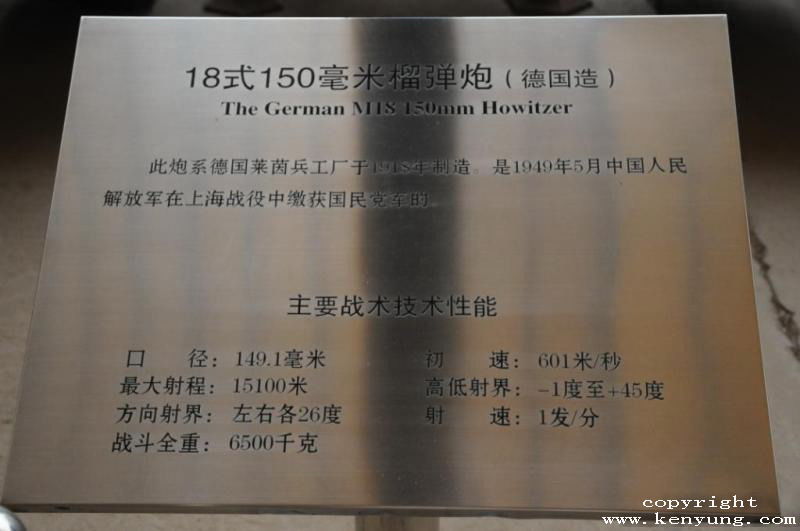 18式150毫米榴弹炮（德国造）
The German M18 150mm Howitzer
此炮系德国莱茵兵工厂于1918年制造。是1949年5月中国人民
解放军在上海战役中缴获国民党军的。
主要战术技术性能
口 径：149.1毫米 初 速：601米/秒
最大射程：15100米 高低射界：-1度至+45度
方向射界：左右各26度 射 速：1发/分
战斗全重：6500千克
copyright
www.kenyung.com